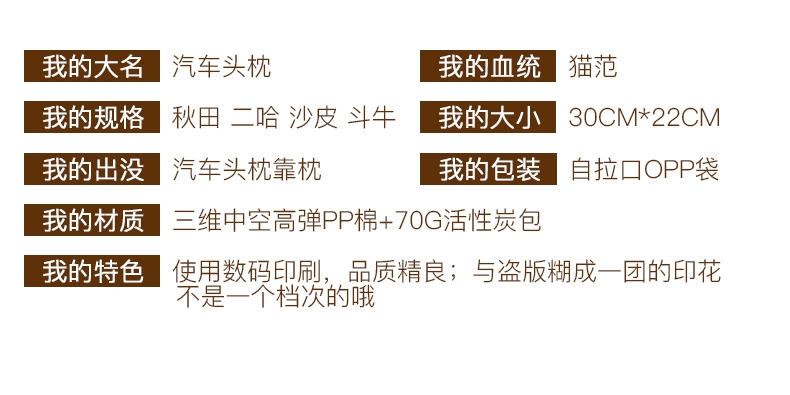 我的大名 汽车头枕 我的血统 猫范
我的规格 秋田 二哈 沙皮 斗牛 我的大小 30CM*22CM
我的出没 汽车头枕靠枕 我的包装 自拉口OPP袋
我的材质 三维中空高弹PP棉+70G活性炭包
我的特色 使用数码印刷，品质精良；与盗版糊成一团的印花
不是一个档次的哦